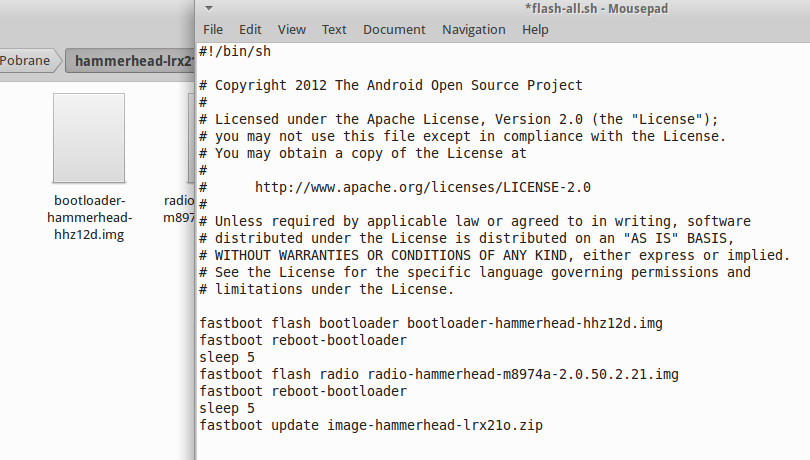 *flash-all.sh - Mousepad
File Edit View Text Document Navigation Help
Pobrane
hammerhead-lrx21
bootloader-
hammerhead-
hhz12d.img
radio
m897
#!/bin/sh
# Copyright 2012 The Android Open Source Project
#
# Licensed under the Apache License, Version 2.0 (the "License");
# you may not use this file except in compliance with the License.
# You may obtain a copy of the License at
#
#      http://www.apache.org/licenses/LICENSE-2.0
#
# Unless required by applicable law or agreed to in writing, software
# distributed under the License is distributed on an "AS IS" BASIS,
# WITHOUT WARRANTIES OR CONDITIONS OF ANY KIND, either express or implied.
# See the License for the specific language governing permissions and
# limitations under the License.
fastboot flash bootloader bootloader-hammerhead-hhz12d.img
fastboot reboot-bootloader
sleep 5
fastboot flash radio radio-hammerhead-m8974a-2.0.50.2.21.img
fastboot reboot-bootloader
sleep 5
fastboot update image-hammerhead-lrx21o.zip